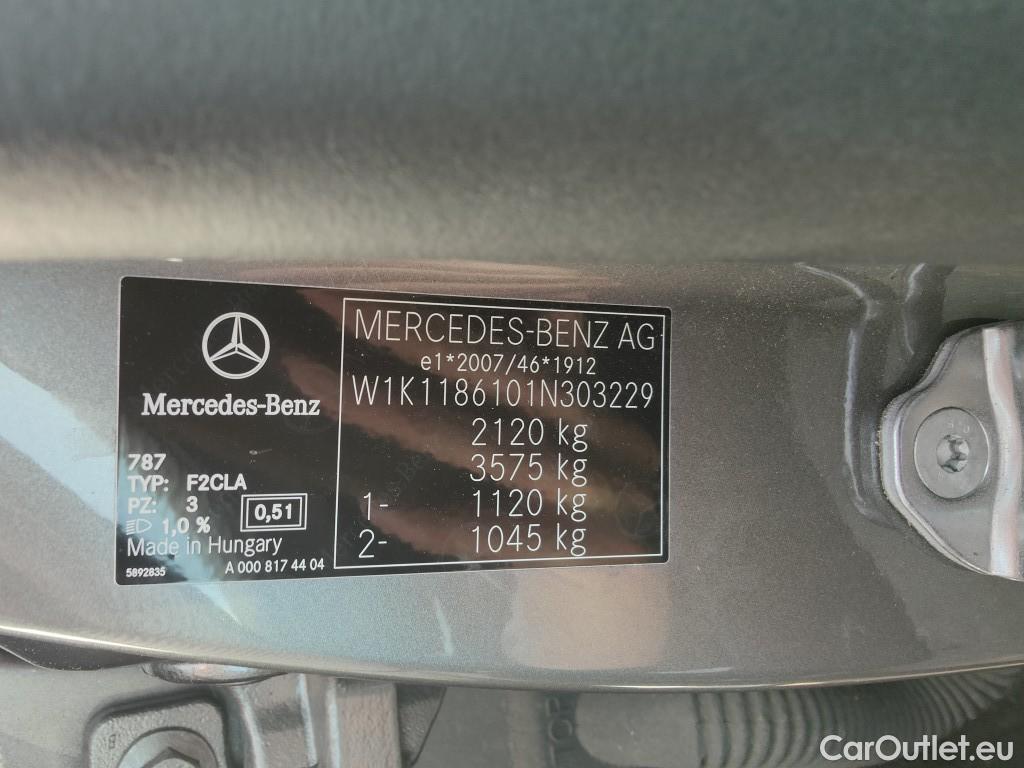 Mercedes-Benz
787
TYP: F2CLA
PZ: 3
1,0 %
0,51
Made in Hungary
5892835
A 000 817 44 04
MERCEDES-BENZ AG
e1*2007/46*1912
W1K1186101N303229
2120 kg
3575 kg
1- 1120 kg
2- 1045 kg
TOP
CarOutlet.eu